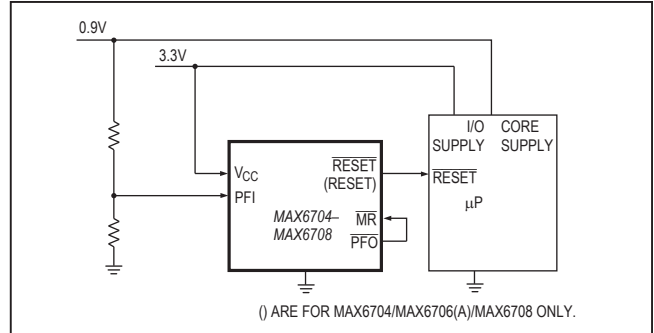 0.9V
3.3V
I/O SUPPLY
CORE SUPPLY
VCC
RESET
(RESET)
RESET
PFI
μP
MAX6704–
MAX6708
MR
PFO
() ARE FOR MAX6704/MAX6706(A)/MAX6708 ONLY.